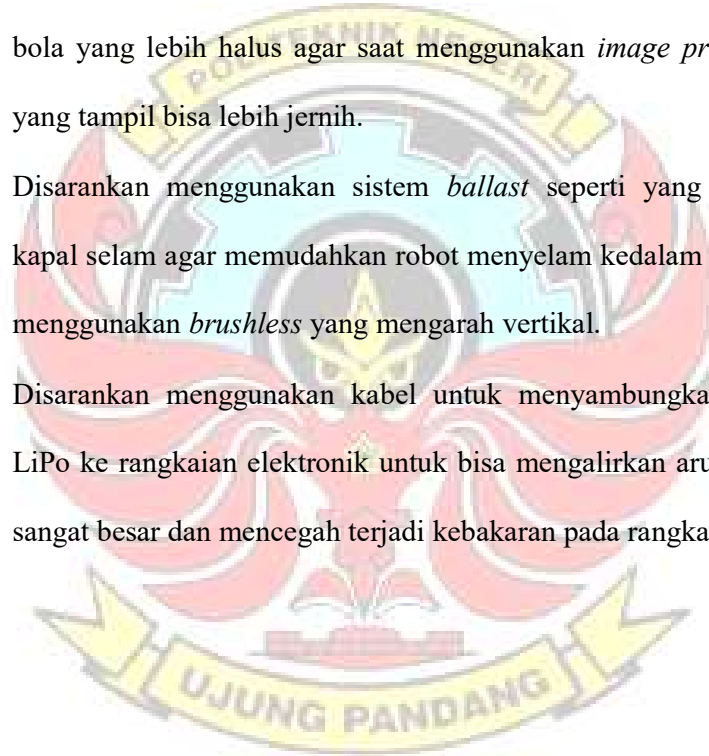 bola yang lebih halus agar saat menggunakan image pr
yang tampil bisa lebih jernih.
Disarankan menggunakan sistem ballast seperti yang
kapal selam agar memudahkan robot menyelam kedalam
menggunakan brushless yang mengarah vertikal.
Disarankan menggunakan kabel untuk menyambungka
LiPo ke rangkaian elektronik untuk bisa mengalirkan aru
sangat besar dan mencegah terjadi kebakaran pada rangka
POLITEKNIK NEGERI
UJUNG PANDANG